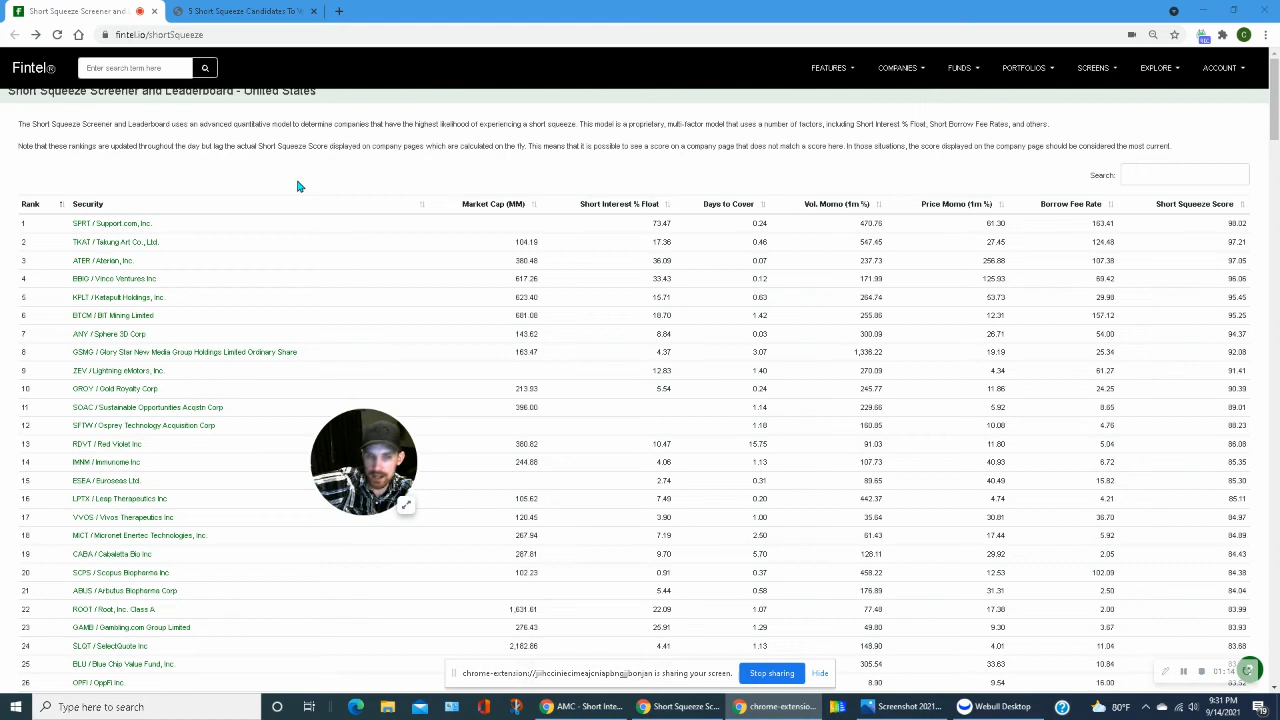 Short Squeeze Screener and Lea
5 Short Squeeze Candidates To W
fintel.io/shortSqueeze
Fintel®
Enter search term here
FEATURES
COMPANIES
FUNDS
PORTFOLIOS
SCREENS
EXPLORE
ACCOUNT
Short Squeeze Screener and Leaderboard - United States
The Short Squeeze Screener and Leaderboard uses an advanced quantitative model to determine companies that have the highest likelihood of experiencing a short squeeze. This model is a proprietary, multi-factor model that uses a number of factors, including Short Interest % Float, Short Borrow Fee Rates, and others.
Note that these rankings are updated throughout the day but lag the actual Short Squeeze Score displayed on company pages which are calculated on the fly. This means that it is possible to see a score on a company page that does not match a score here. In those situations, the score displayed on the company page should be considered the most current.
Search:
Rank Security Market Cap (MM) Short Interest % Float Days to Cover Vol. Momo (1m %) Price Momo (1m %) Borrow Fee Rate Short Squeeze Score
1 SPRT / Support.com, Inc. 73.47 0.24 470.76 61.30 163.41 98.02
2 TKAT / Takung Art Co., Ltd. 104.19 17.36 0.46 547.45 27.45 124.48 97.21
3 ATER / Aterian, Inc. 380.48 36.09 0.07 237.73 256.88 107.38 97.05
4 BBIG / Vinco Ventures Inc 617.26 33.43 0.12 171.99 125.93 69.42 96.06
5 KPLT / Katapult Holdings, Inc. 623.40 15.71 0.63 264.74 53.73 29.98 95.45
6 BTCM / BIT Mining Limited 681.08 18.70 1.42 255.86 12.31 157.12 95.25
7 ANY / Sphere 3D Corp 143.62 8.84 0.03 300.09 26.71 54.00 94.37
8 GSMG / Glory Star New Media Group Holdings Limited Ordinary Share 163.47 4.37 3.07 1,336.22 19.19 25.34 92.08
9 ZEV / Lightning eMotors, Inc. 12.83 1.40 270.09 4.34 61.27 91.41
10 GROY / Gold Royalty Corp 213.93 5.54 0.24 245.77 11.86 24.25 90.39
11 SOAC / Sustainable Opportunities Acqstn Corp 396.00 1.14 229.66 5.92 8.65 89.01
12 SFTW / Osprey Technology Acquisition Corp 1.18 160.85 10.08 4.76 88.23
13 RDVT / Red Violet Inc 380.62 10.47 15.75 91.03 11.80 5.04 86.08
14 IMNM / Immunome Inc 244.88 4.06 1.13 107.73 40.93 6.72 85.35
15 ESEA / Euroseas Ltd. 2.74 0.31 89.65 40.49 15.82 85.30
16 LPTX / Leap Therapeutics Inc 105.62 7.49 0.20 442.37 4.74 4.21 85.11
17 VVOS / Vivos Therapeutics Inc 120.45 3.90 1.00 35.64 30.81 36.70 84.97
18 MICT / Micronet Enertec Technologies, Inc. 267.94 7.19 2.50 61.43 17.44 5.92 84.89
19 CABA / Cabaletta Bio Inc 287.81 9.70 5.70 128.11 29.92 2.05 84.43
20 SCPS / Scopus Biopharma Inc 102.23 0.91 0.37 458.22 12.53 102.09 84.38
21 ABUS / Arbutus Biopharma Corp 5.44 0.58 176.89 31.31 2.50 84.04
22 ROOT / Root, Inc. Class A 1,631.61 22.09 1.07 77.48 17.38 2.00 83.99
23 GAMB / Gambling.com Group Limited 276.43 25.91 1.29 49.80 9.30 3.67 83.93
24 SLQT / SelectQuote Inc 2,162.86 4.41 1.13 148.90 4.01 11.04 83.68
25 BLU / Blue Chip Value Fund, Inc. 305.54 33.63 10.84
26 OPFI / OppFi Inc. 8.90 9.54 16.00 83.52
is sharing your screen.
Stop sharing
Hide
1:14
Type here to search
AMC - Short Inte...
Short Squeeze Sc...
chrome-extensio...
Screenshot 2021...
Webull Desktop
80°F
9:31 PM
9/14/2021